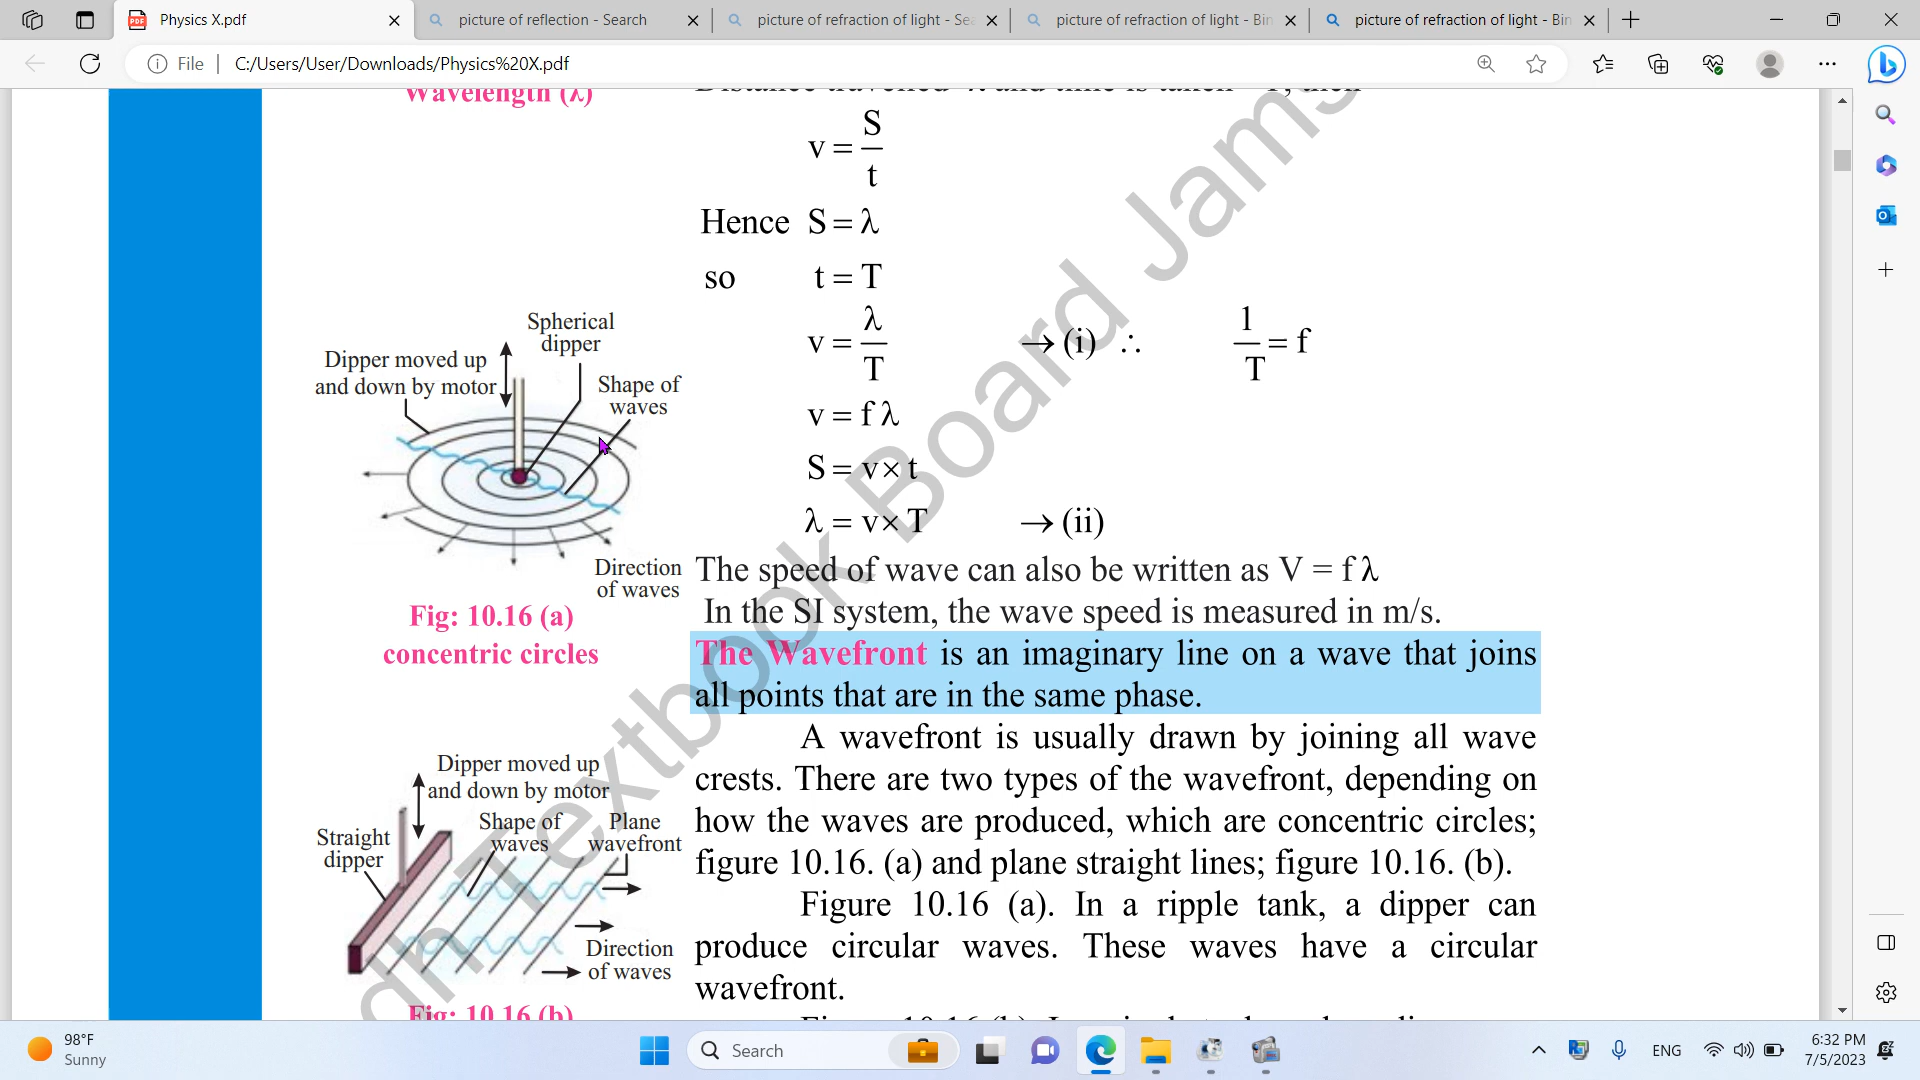 Physics X.pdf
picture of reflection - Search
picture of refraction of light - Sea
picture of refraction of light - Bin
picture of refraction of light - Bin
File
C:/Users/User/Downloads/Physics%20X.pdf
Wavelength (λ)
v = S/t
Hence S = λ
so t = T
v = λ/T → (i) ∴ 1/T = f
v = f λ
S = v × t
λ = v × T → (ii)
The speed of wave can also be written as V = f λ
In the SI system, the wave speed is measured in m/s.
The Wavefront is an imaginary line on a wave that joins
all points that are in the same phase.
A wavefront is usually drawn by joining all wave
crests. There are two types of the wavefront, depending on
how the waves are produced, which are concentric circles;
figure 10.16. (a) and plane straight lines; figure 10.16. (b).
Figure 10.16 (a). In a ripple tank, a dipper can
produce circular waves. These waves have a circular
wavefront.
Spherical
dipper
Dipper moved up
and down by motor
Shape of
waves
Direction
of waves
Fig: 10.16 (a)
concentric circles
Dipper moved up
and down by motor
Straight
dipper
Shape of
waves
Plane
wavefront
Direction
of waves
Fig: 10.16 (b)
dh Textbook Board Jams
98°F
Sunny
Search
ENG
6:32 PM
7/5/2023